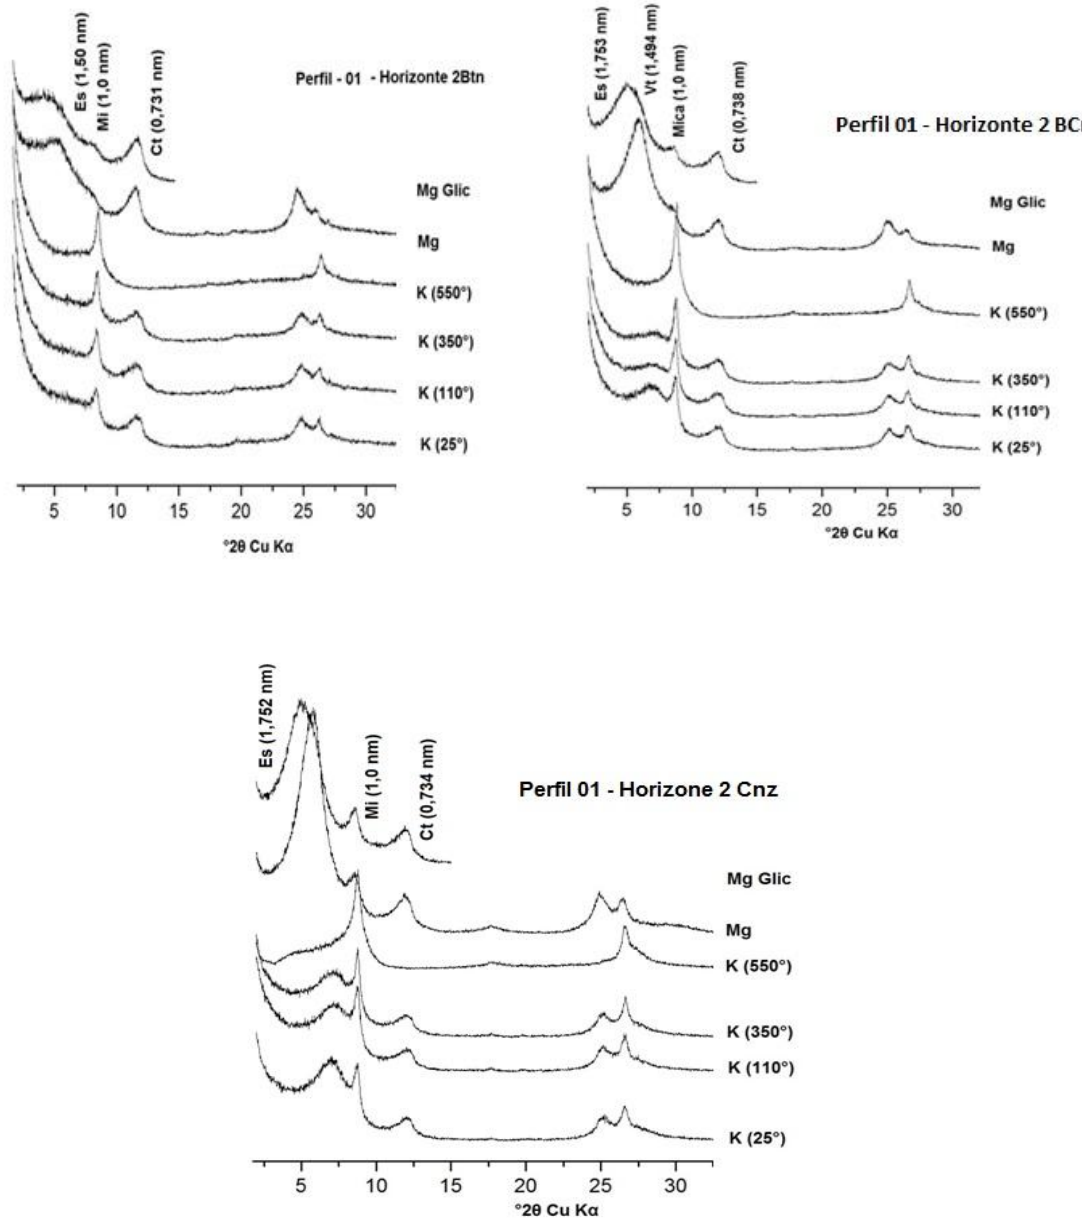 Es (1,50 nm)
Mi (1,0 nm)
Ct (0,731 nm)
Perfil - 01 - Horizonte 2Btn
Mg Glic
Mg
K (550°)
K (350°)
K (110°)
K (25°)
5 10 15 20 25 30
°2θ Cu Kα
Es (1,753 nm)
Vt (1,494 nm)
Mica (1,0 nm)
Ct (0,738 nm)
Perfil 01 - Horizonte 2 BC
Mg Glic
Mg
K (550°)
K (350°)
K (110°)
K (25°)
5 10 15 20 25 30
°2θ Cu Kα
Es (1,752 nm)
Mi (1,0 nm)
Ct (0,734 nm)
Perfil 01 - Horizone 2 Cnz
Mg Glic
Mg
K (550°)
K (350°)
K (110°)
K (25°)
5 10 15 20 25 30
°2θ Cu Kα